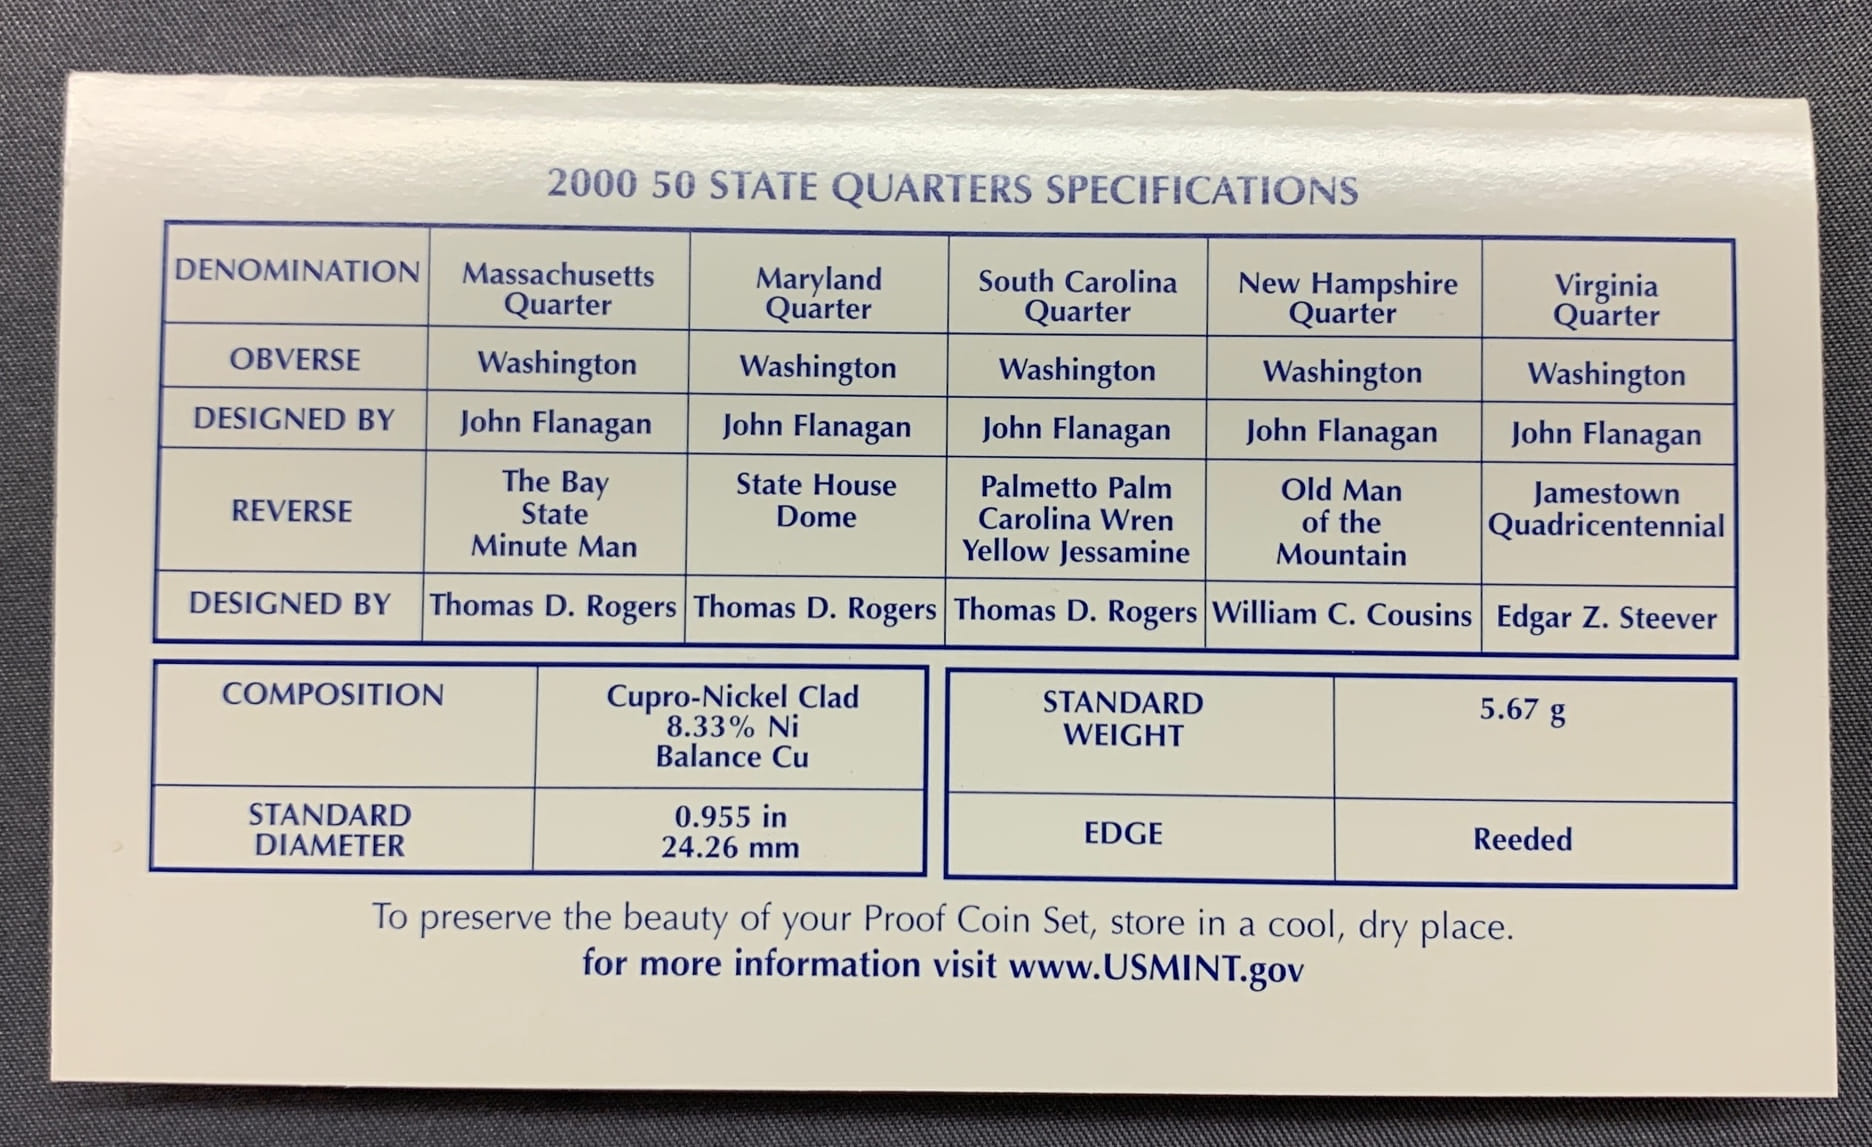 2000 50 STATE QUARTERS SPECIFICATIONS
DENOMINATION
Massachusetts
Quarter
Maryland
Quarter
South Carolina
Quarter
New Hampshire
Quarter
Virginia
Quarter
OBVERSE
Washington
Washington
Washington
Washington
Washington
DESIGNED BY
John Flanagan
John Flanagan
John Flanagan
John Flanagan
John Flanagan
REVERSE
The Bay
State
Minute Man
State House
Dome
Palmetto Palm
Carolina Wren
Yellow Jessamine
Old Man
of the
Mountain
Jamestown
Quadricentennial
DESIGNED BY
Thomas D. Rogers
Thomas D. Rogers
Thomas D. Rogers
William C. Cousins
Edgar Z. Steever
COMPOSITION
Cupro-Nickel Clad
8.33% Ni
Balance Cu
STANDARD
DIAMETER
0.955 in
24.26 mm
STANDARD
WEIGHT
5.67 g
EDGE
Reeded
To preserve the beauty of your Proof Coin Set, store in a cool, dry place.
for more information visit www.USMINT.gov